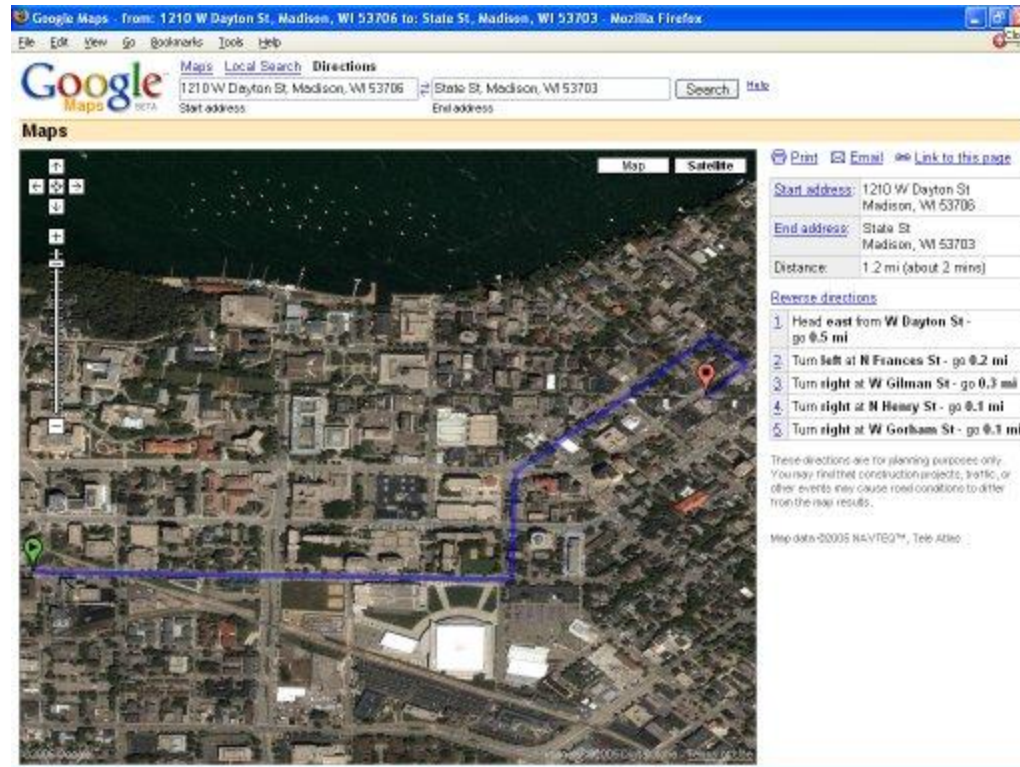 Google Maps - from: 1210 W Dayton St, Madison, WI 53706 to: State St, Madison, WI 53703 - Mozilla Firefox
File Edit View Go Bookmarks Tools Help
Google Maps BETA
Maps Local Search Directions
1210 W Dayton St, Madison, WI 53706 State St, Madison, WI 53703 Search Help
Start address End address
Maps
Map Satellite
Print Email Link to this page
Start address: 1210 W Dayton St
Madison, WI 53706
End address: State St
Madison, WI 53703
Distance: 1.2 mi (about 2 mins)
Reverse directions
1. Head east from W Dayton St -
go 0.5 mi
2. Turn left at N Frances St - go 0.2 mi
3. Turn right at W Gilman St - go 0.3 mi
4. Turn right at N Henry St - go 0.1 mi
5. Turn right at W Gorham St - go 0.1 mi
These directions are for planning purposes only.
You may find that construction projects, traffic, or
other events may cause road conditions to differ
from the map results.
Map data ©2005 NAVTEQ™, Tele Atlas
©2005 Google